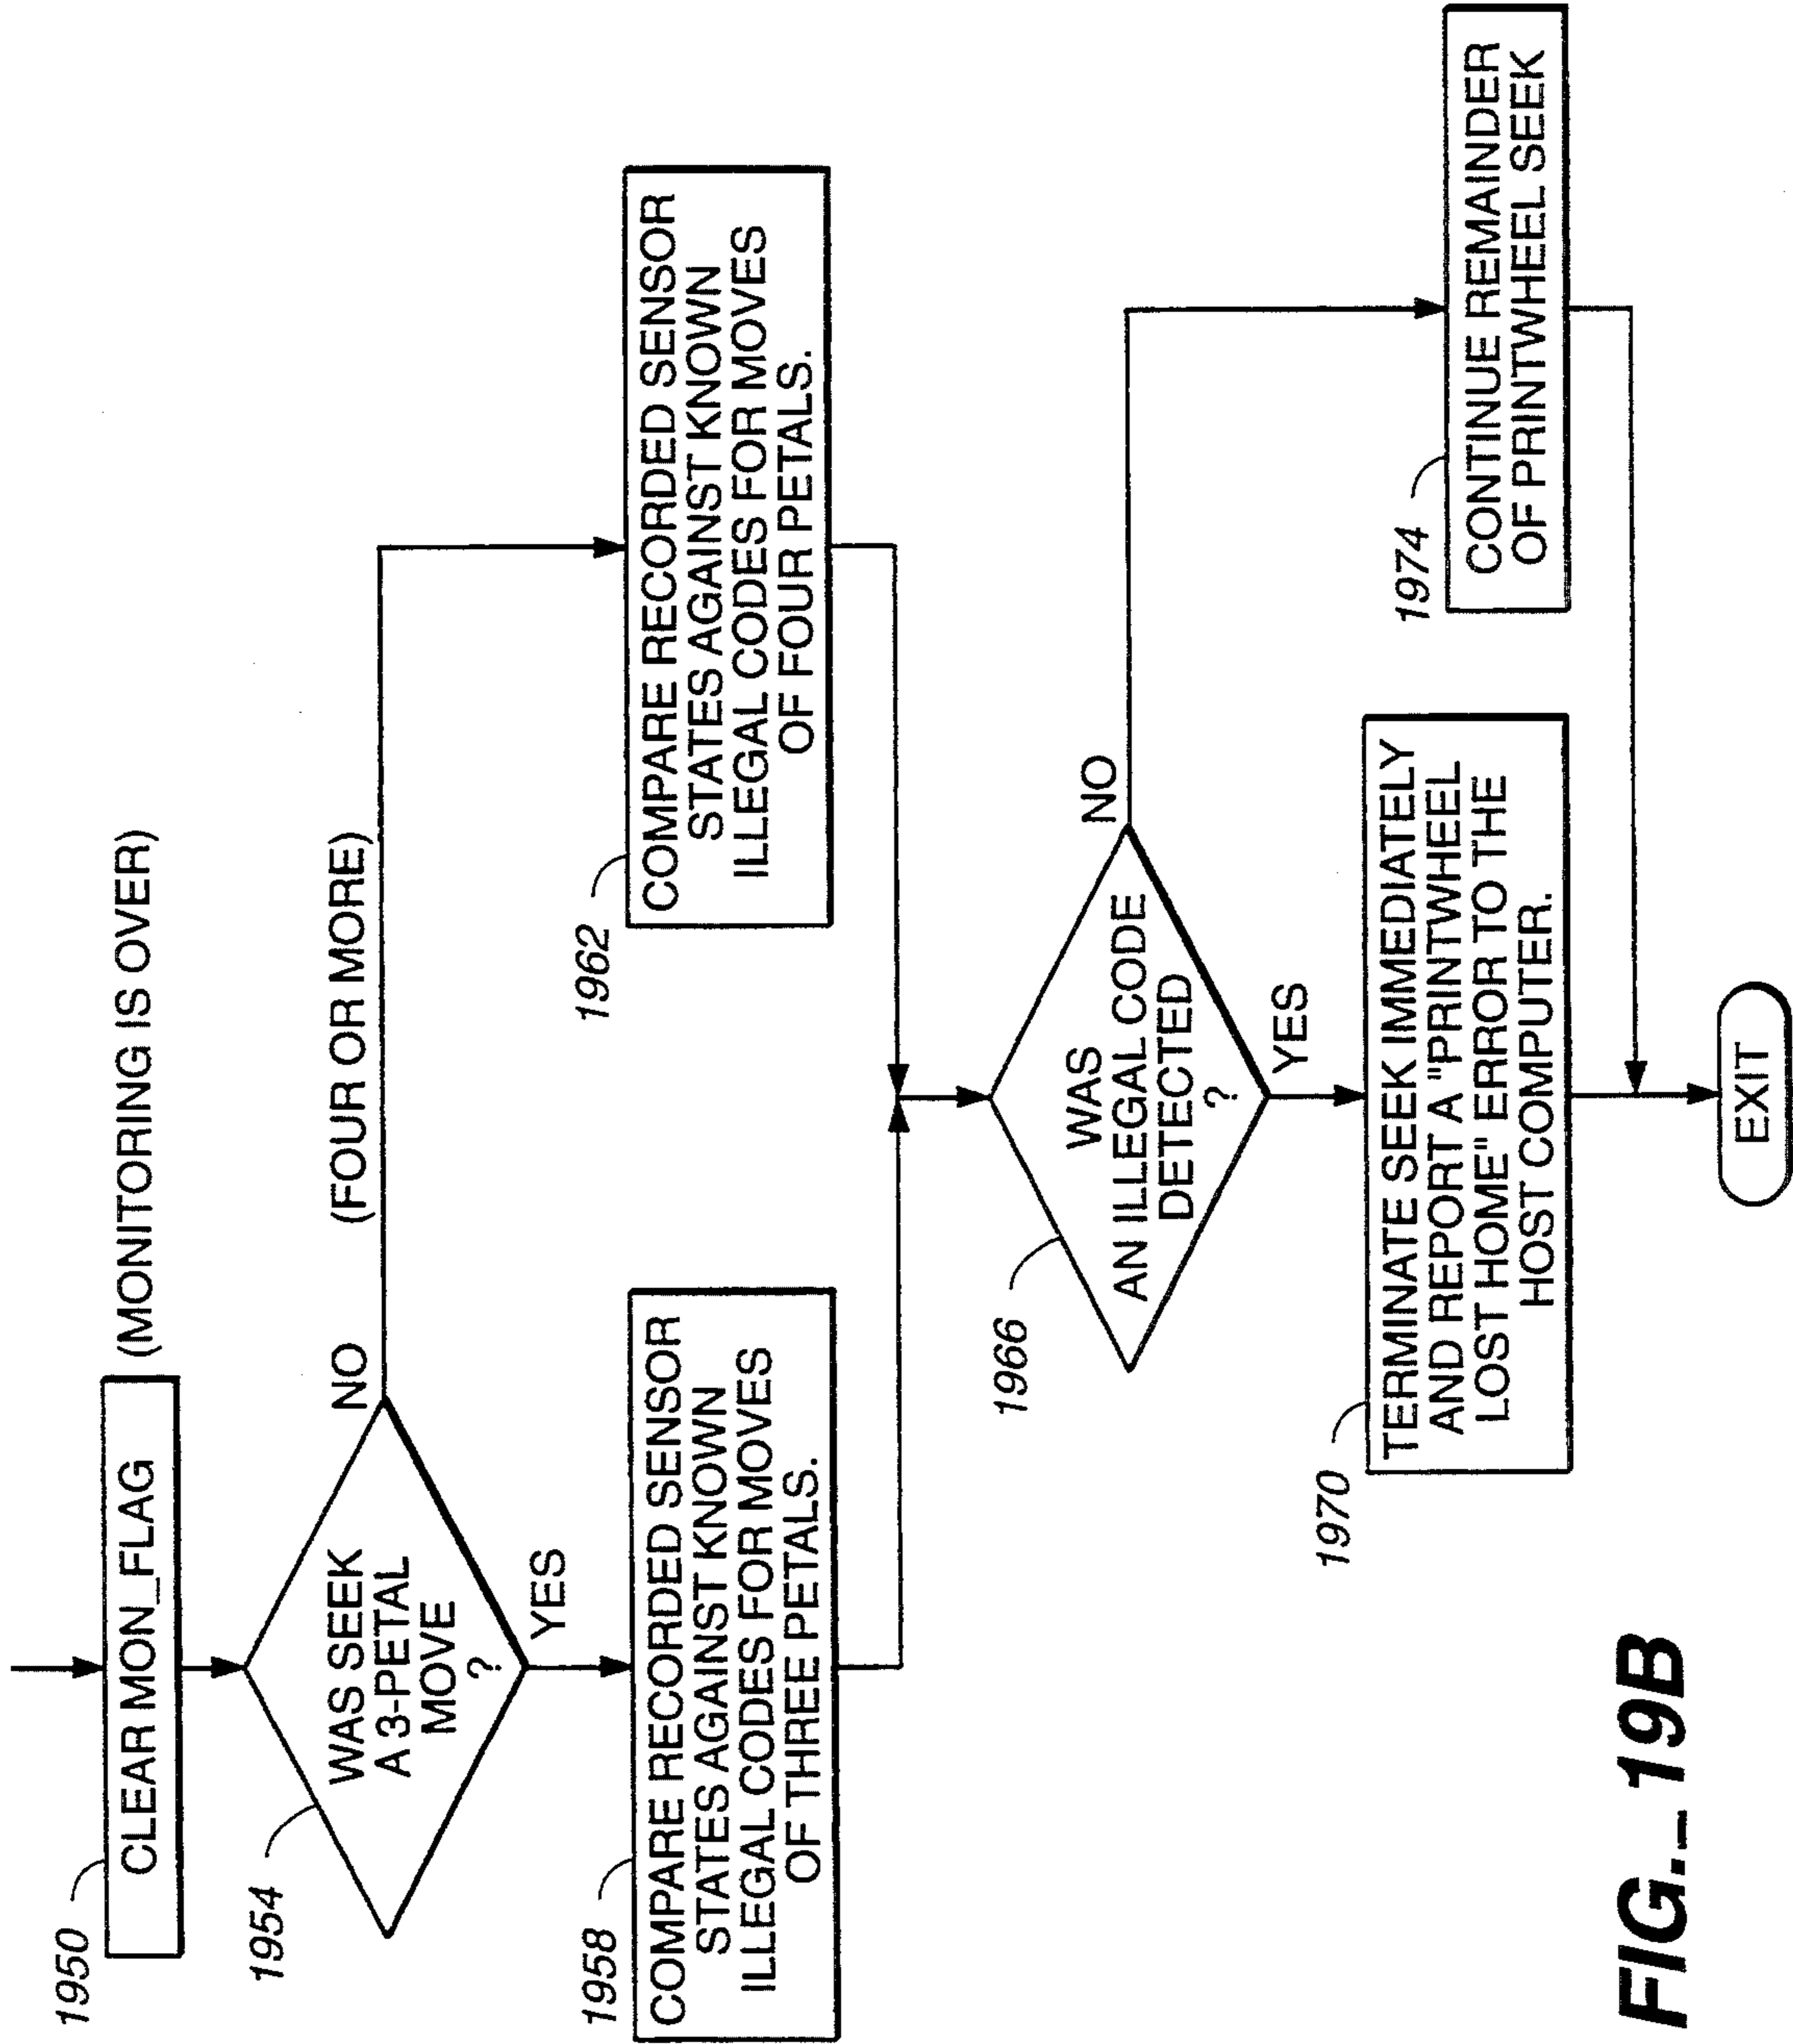 1950
CLEAR MON_FLAG
(MONITORING IS OVER)
1954
WAS SEEK
A 3-PETAL
MOVE
?
NO
(FOUR OR MORE)
YES
1958
COMPARE RECORDED SENSOR
STATES AGAINST KNOWN
ILLEGAL CODES FOR MOVES
OF THREE PETALS.
1962
COMPARE RECORDED SENSOR
STATES AGAINST KNOWN
ILLEGAL CODES FOR MOVES
OF FOUR PETALS.
1966
WAS
AN ILLEGAL CODE
DETECTED
?
NO
YES
1970
TERMINATE SEEK IMMEDIATELY
AND REPORT A "PRINTWHEEL
LOST HOME" ERROR TO THE
HOST COMPUTER.
1974
CONTINUE REMAINDER
OF PRINTWHEEL SEEK
EXIT
FIG._ 19B